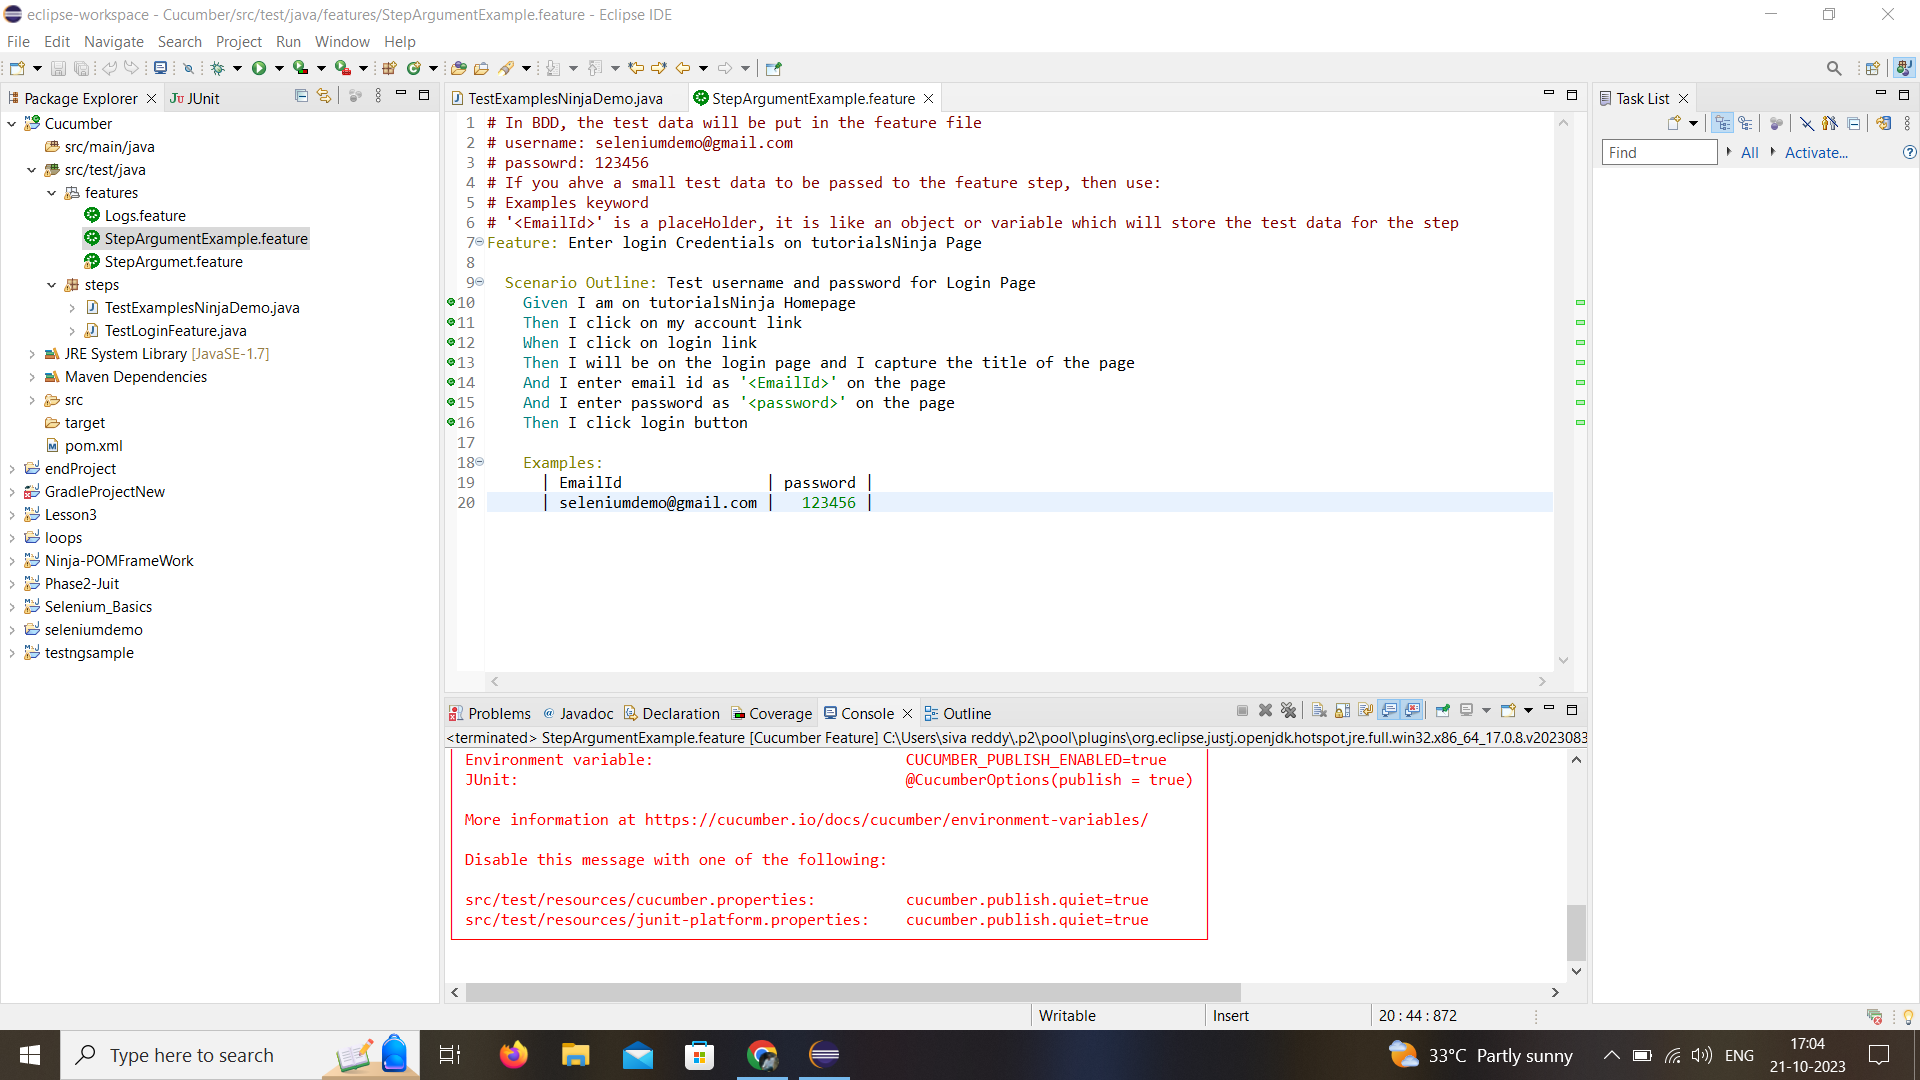 eclipse-workspace - Cucumber/src/test/java/features/StepArgumentExample.feature - Eclipse IDE
File Edit Navigate Search Project Run Window Help
Package Explorer
JUnit
Cucumber
src/main/java
src/test/java
features
Logs.feature
StepArgumentExample.feature
StepArgumet.feature
steps
TestExamplesNinjaDemo.java
TestLoginFeature.java
JRE System Library [JavaSE-1.7]
Maven Dependencies
src
target
pom.xml
endProject
GradleProjectNew
Lesson3
loops
Ninja-POMFrameWork
Phase2-Juit
Selenium_Basics
seleniumdemo
testngsample
TestExamplesNinjaDemo.java
StepArgumentExample.feature
1 # In BDD, the test data will be put in the feature file
2 # username: seleniumdemo@gmail.com
3 # passowrd: 123456
4 # If you ahve a small test data to be passed to the feature step, then use:
5 # Examples keyword
6 # '<EmailId>' is a placeHolder, it is like an object or variable which will store the test data for the step
7 Feature: Enter login Credentials on tutorialsNinja Page
8
9 Scenario Outline: Test username and password for Login Page
10 Given I am on tutorialsNinja Homepage
11 Then I click on my account link
12 When I click on login link
13 Then I will be on the login page and I capture the title of the page
14 And I enter email id as '<EmailId>' on the page
15 And I enter password as '<password>' on the page
16 Then I click login button
17
18 Examples:
19 | EmailId | password |
20 | seleniumdemo@gmail.com | 123456 |
Problems
Javadoc
Declaration
Coverage
Console
Outline
<terminated> StepArgumentExample.feature [Cucumber Feature] C:\Users\siva reddy\.p2\pool\plugins\org.eclipse.justj.openjdk.hotspot.jre.full.win32.x86_64_17.0.8.v2023083
Environment variable: CUCUMBER_PUBLISH_ENABLED=true
JUnit: @CucumberOptions(publish = true)
More information at https://cucumber.io/docs/cucumber/environment-variables/
Disable this message with one of the following:
src/test/resources/cucumber.properties: cucumber.publish.quiet=true
src/test/resources/junit-platform.properties: cucumber.publish.quiet=true
Task List
Find
All
Activate...
Writable
Insert
20 : 44 : 872
Type here to search
33°C Partly sunny
ENG
17:04
21-10-2023